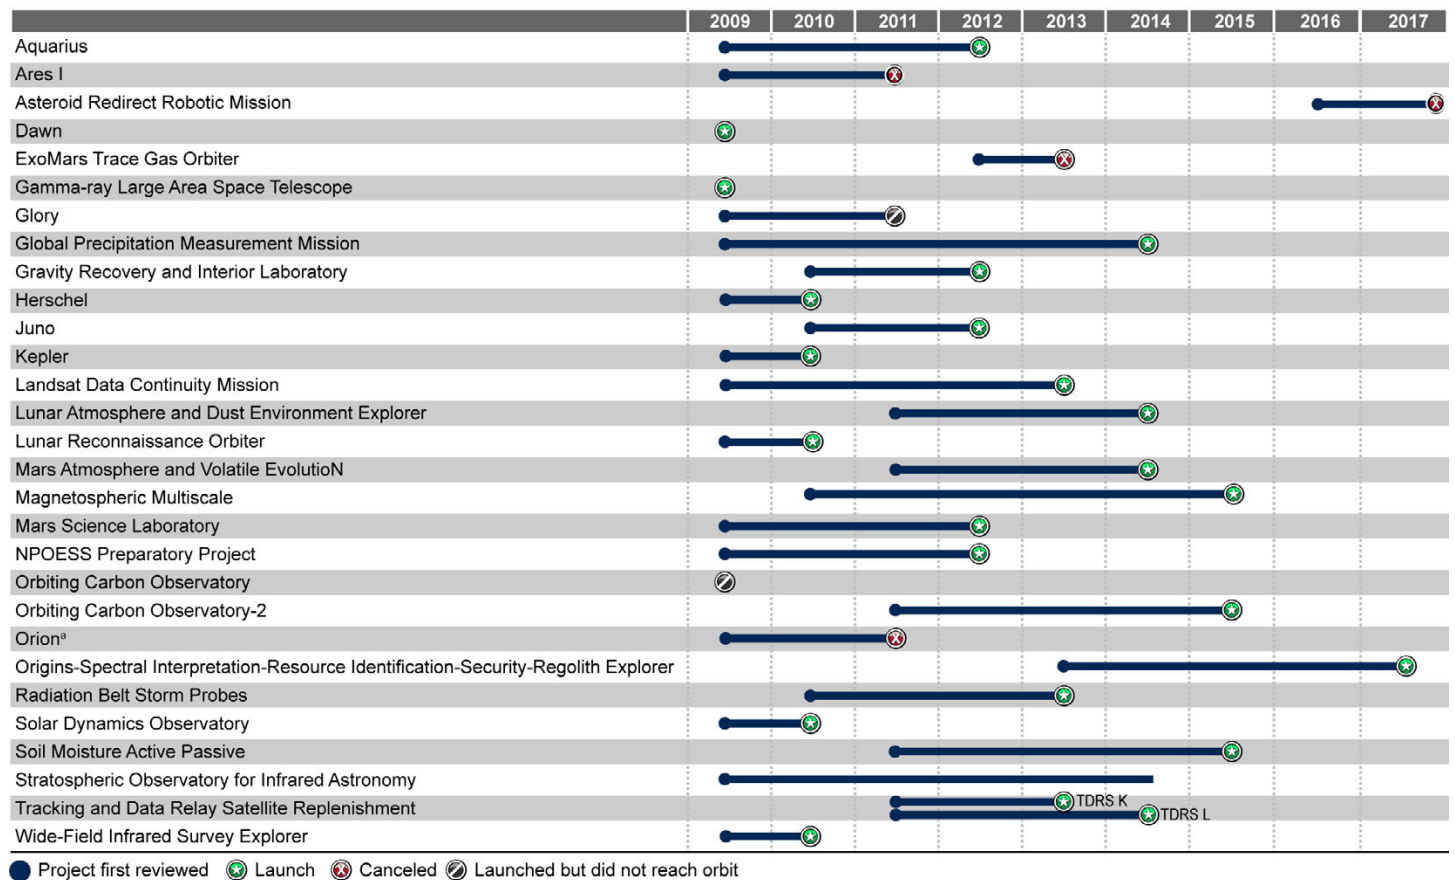 2009 2010 2011 2012 2013 2014 2015 2016 2017
Aquarius
Ares I
Asteroid Redirect Robotic Mission
Dawn
ExoMars Trace Gas Orbiter
Gamma-ray Large Area Space Telescope
Glory
Global Precipitation Measurement Mission
Gravity Recovery and Interior Laboratory
Herschel
Juno
Kepler
Landsat Data Continuity Mission
Lunar Atmosphere and Dust Environment Explorer
Lunar Reconnaissance Orbiter
Mars Atmosphere and Volatile EvolutioN
Magnetospheric Multiscale
Mars Science Laboratory
NPOESS Preparatory Project
Orbiting Carbon Observatory
Orbiting Carbon Observatory-2
Orionᵃ
Origins-Spectral Interpretation-Resource Identification-Security-Regolith Explorer
Radiation Belt Storm Probes
Solar Dynamics Observatory
Soil Moisture Active Passive
Stratospheric Observatory for Infrared Astronomy
Tracking and Data Relay Satellite Replenishment TDRS K
TDRS L
Wide-Field Infrared Survey Explorer
Project first reviewed Launch Canceled Launched but did not reach orbit